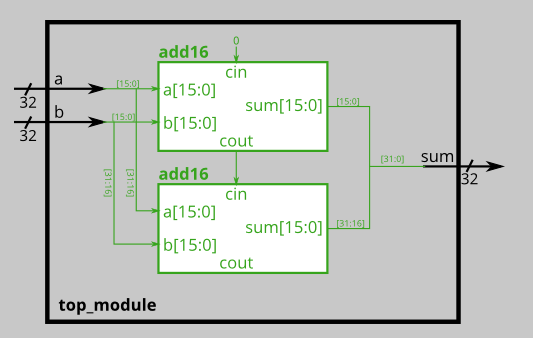 0
add16
cin
a
[15:0]
a[15:0]
32
sum[15:0]
[15:0]
b
[15:0]
b[15:0]
32
cout
[31:0]
sum
32
[31:16]
[31:16]
add16
cin
a[15:0]
sum[15:0]
[31:16]
b[15:0]
cout
top_module